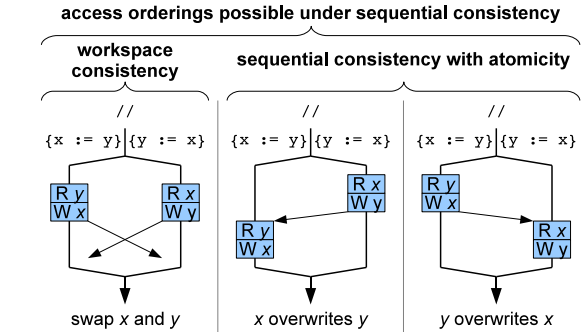 access orderings possible under sequential consistency
workspace consistency
sequential consistency with atomicity
// // //
{x := y} {y := x} {x := y} {y := x} {x := y} {y := x}
R y
W x
R x
W y
R x
W y
R y
W x
R y
W x
R x
W y
swap x and y
x overwrites y
y overwrites x